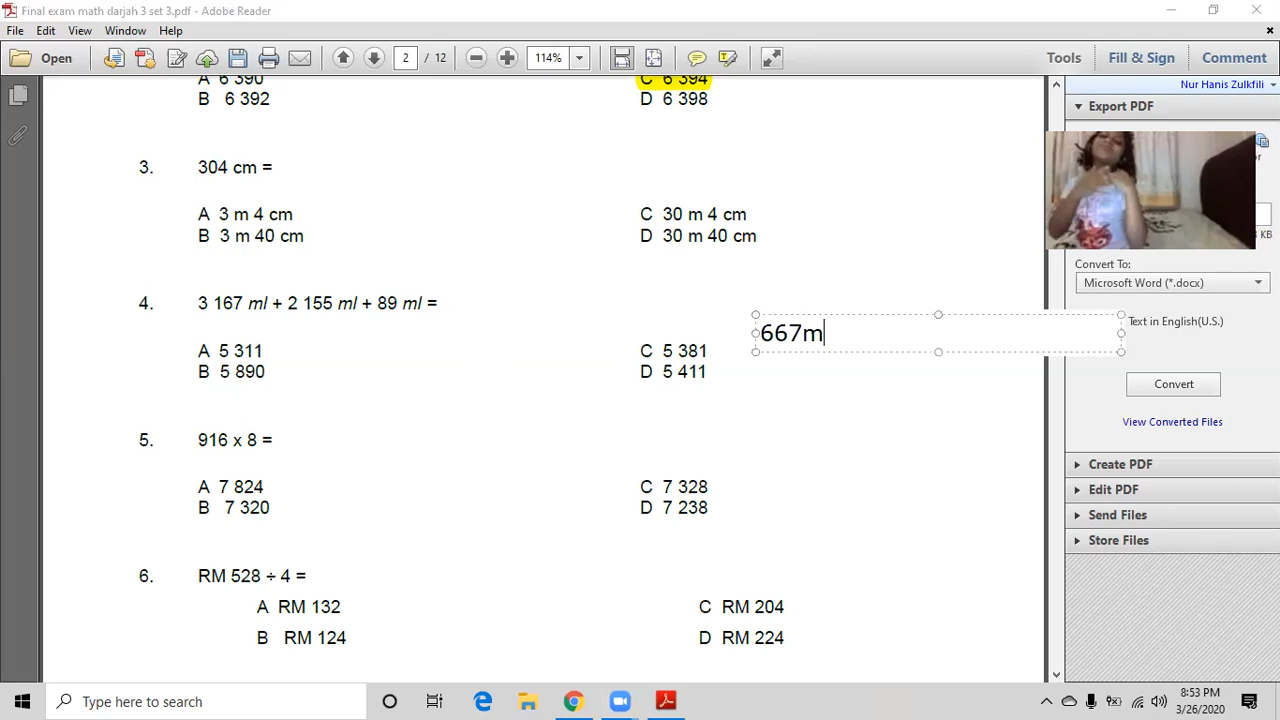 Final exam math darjah 3 set 3.pdf - Adobe Reader
File Edit View Window Help
Open 2 / 12 114% Tools Fill & Sign Comment
A 6 390 C 6 394
B 6 392 D 6 398
3. 304 cm =
A 3 m 4 cm C 30 m 4 cm
B 3 m 40 cm D 30 m 40 cm
4. 3 167 ml + 2 155 ml + 89 ml =
667m
A 5 311 C 5 381
B 5 890 D 5 411
5. 916 x 8 =
A 7 824 C 7 328
B 7 320 D 7 238
6. RM 528 ÷ 4 =
A RM 132 C RM 204
B RM 124 D RM 224
Nur Hanis Zulkfili
Export PDF
KB
Convert To:
Microsoft Word (*.docx)
Text in English(U.S.)
Convert
View Converted Files
Create PDF
Edit PDF
Send Files
Store Files
Type here to search
8:53 PM
3/26/2020